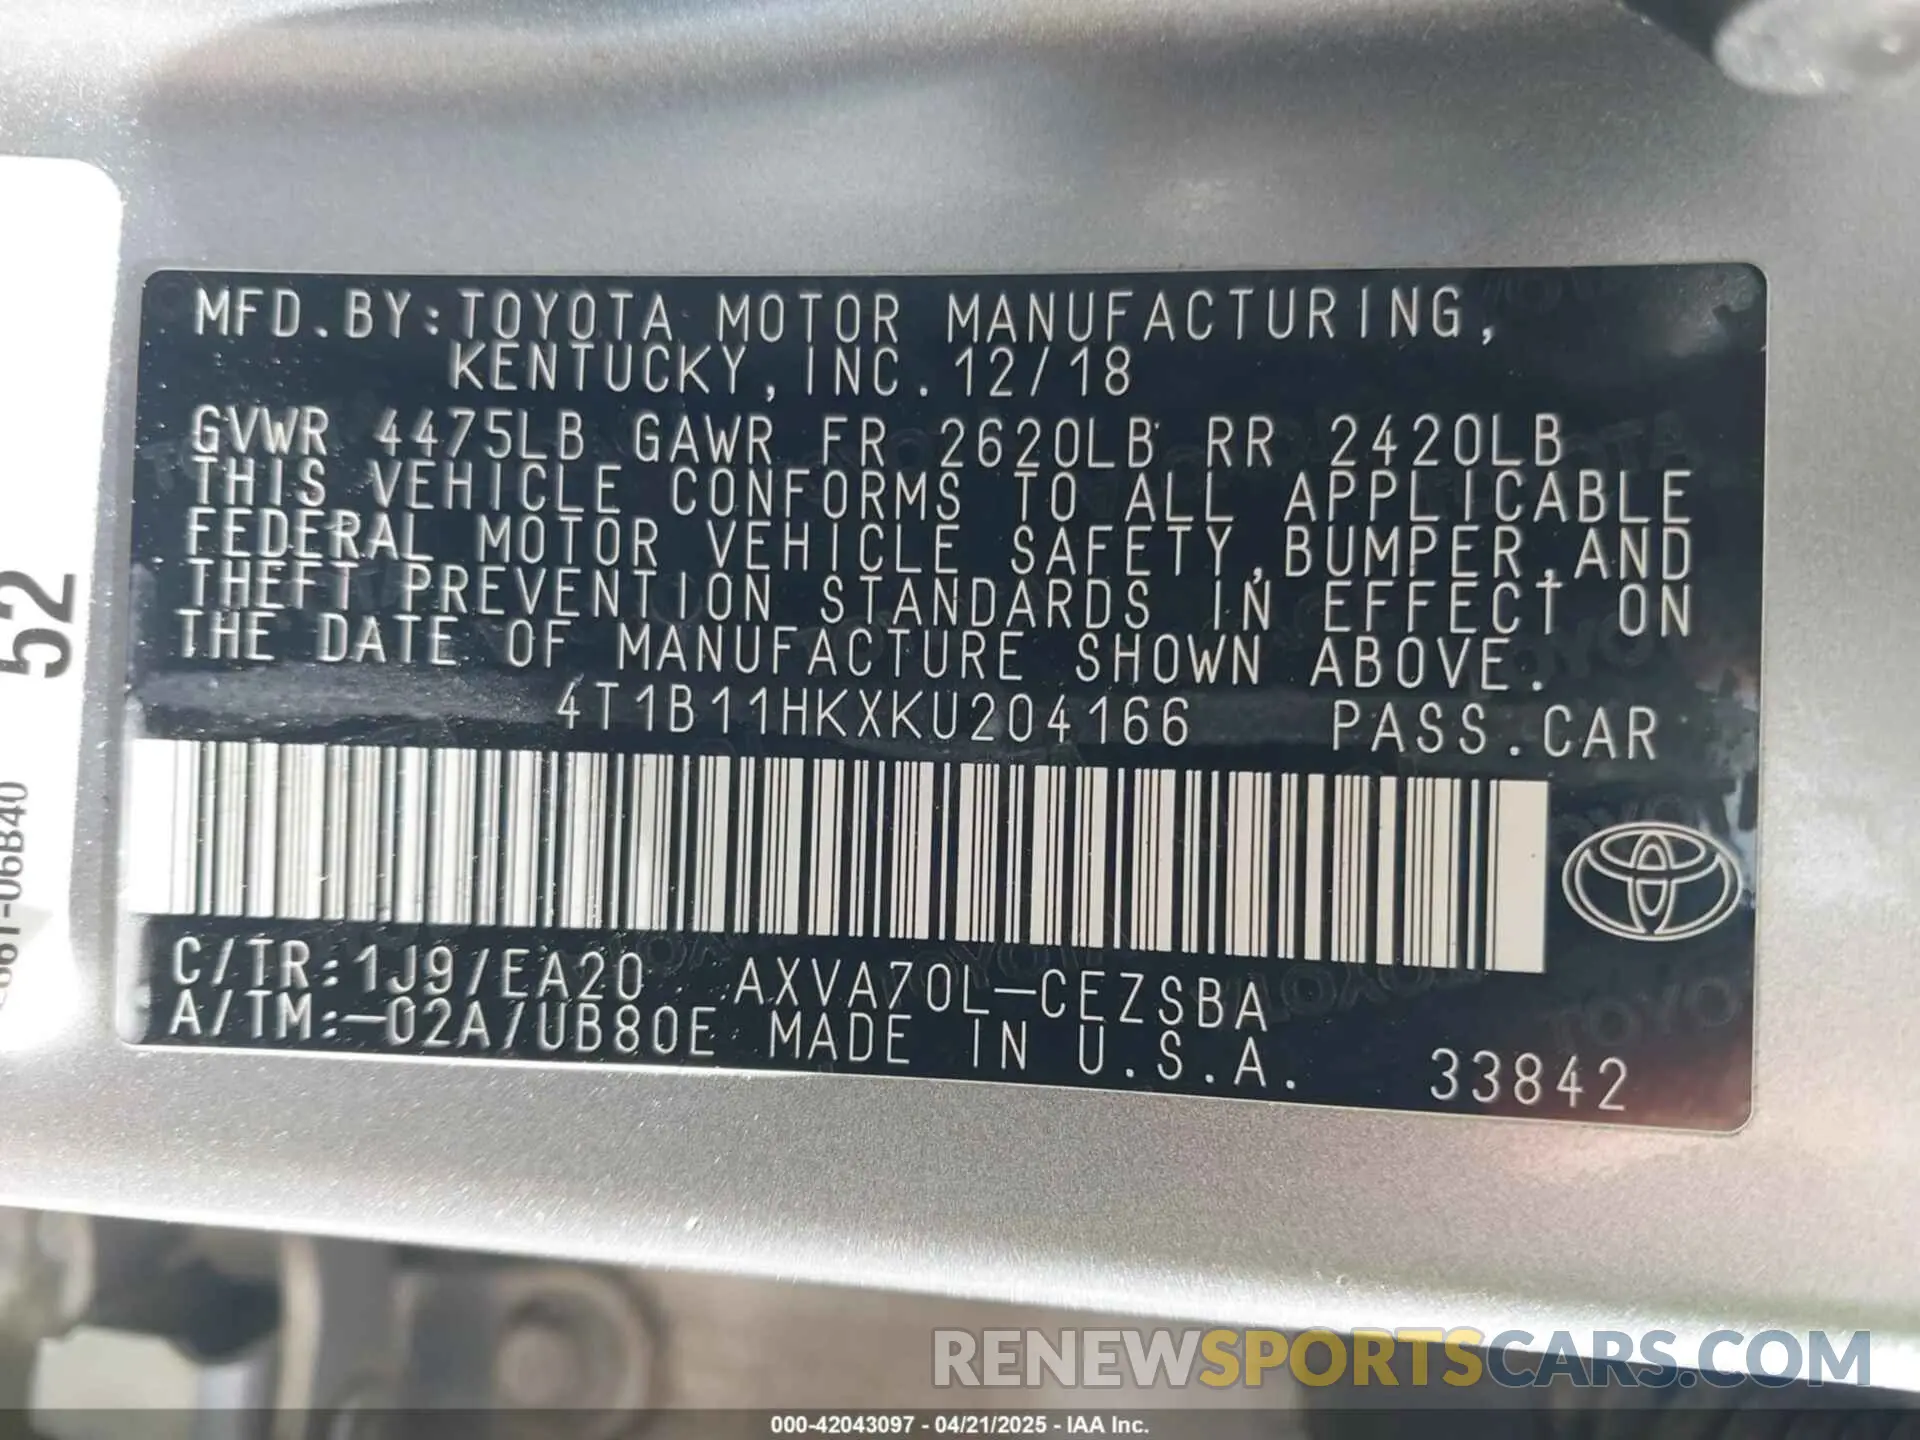 MFD.BY:TOYOTA MOTOR MANUFACTURING,
KENTUCKY,INC.12/18
GVWR 4475LB GAWR FR 2620LB RR 2420LB
THIS VEHICLE CONFORMS TO ALL APPLICABLE
FEDERAL MOTOR VEHICLE SAFETY,BUMPER,AND
THEFT PREVENTION STANDARDS IN EFFECT ON
THE DATE OF MANUFACTURE SHOWN ABOVE.
4T1B11HKXKU204166 PASS.CAR
C/TR:1J9/EA20 AXVA70L-CEZSBA
A/TM:-02A/UB80E MADE IN U.S.A. 33842
52
RENEWSPORTSCARS.COM
000-42043097 - 04/21/2025 - IAA Inc.